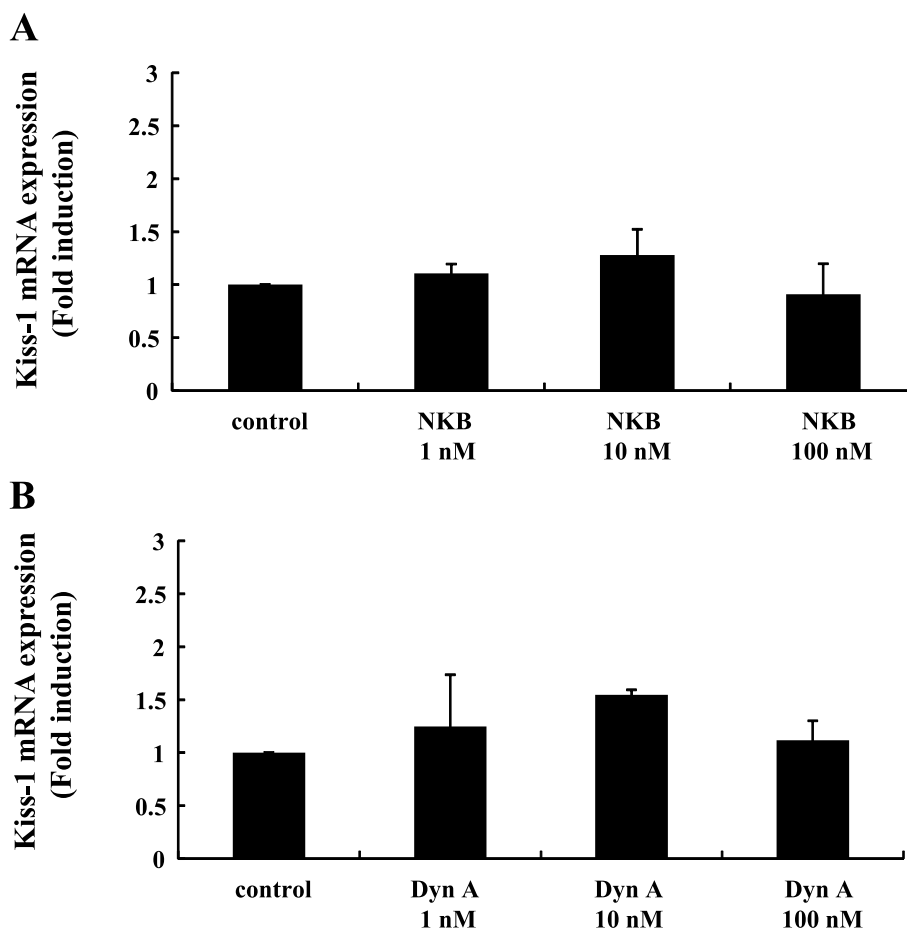 A
Kiss-1 mRNA expression
(Fold induction)
3
2.5
2
1.5
1
0.5
0
control
NKB
1 nM
NKB
10 nM
NKB
100 nM
B
Kiss-1 mRNA expression
(Fold induction)
3
2.5
2
1.5
1
0.5
0
control
Dyn A
1 nM
Dyn A
10 nM
Dyn A
100 nM